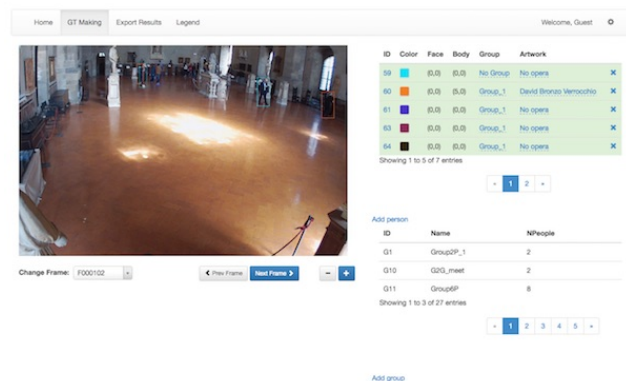 Home GT Making Export Results Legend Welcome, Guest
ID Color Face Body Group Artwork
59 (0,0) (0,0) No Group No opera
60 (0,0) (5,0) Group_1 David Bronzo Verrocchio
61 (0,0) (0,0) Group_1 No opera
63 (0,0) (0,0) Group_1 No opera
64 (0,0) (0,0) Group_1 No opera
Showing 1 to 5 of 7 entries
« 1 2 »
Add person
ID Name NPeople
G1 Group2P_1 2
G10 G2G_meet 2
G11 Group6P 8
Showing 1 to 3 of 27 entries
« 1 2 3 4 5 »
Change Frame: F000102 Prev Frame Next Frame - +
Add group